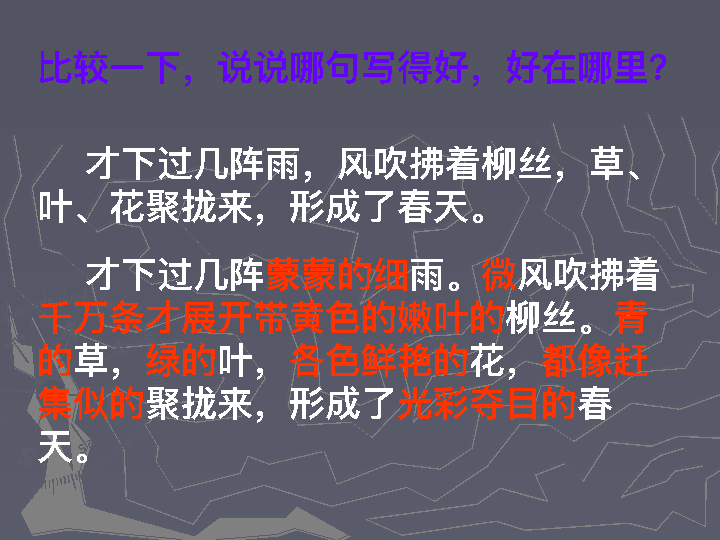 比较一下，说说哪句写得好，好在哪里？
才下过几阵雨，风吹拂着柳丝，草、
叶、花聚拢来，形成了春天。
才下过几阵蒙蒙的细雨。微风吹拂着
千万条才展开带黄色的嫩叶的柳丝。青
的草，绿的叶，各色鲜艳的花，都像赶
集似的聚拢来，形成了光彩夺目的春
天。